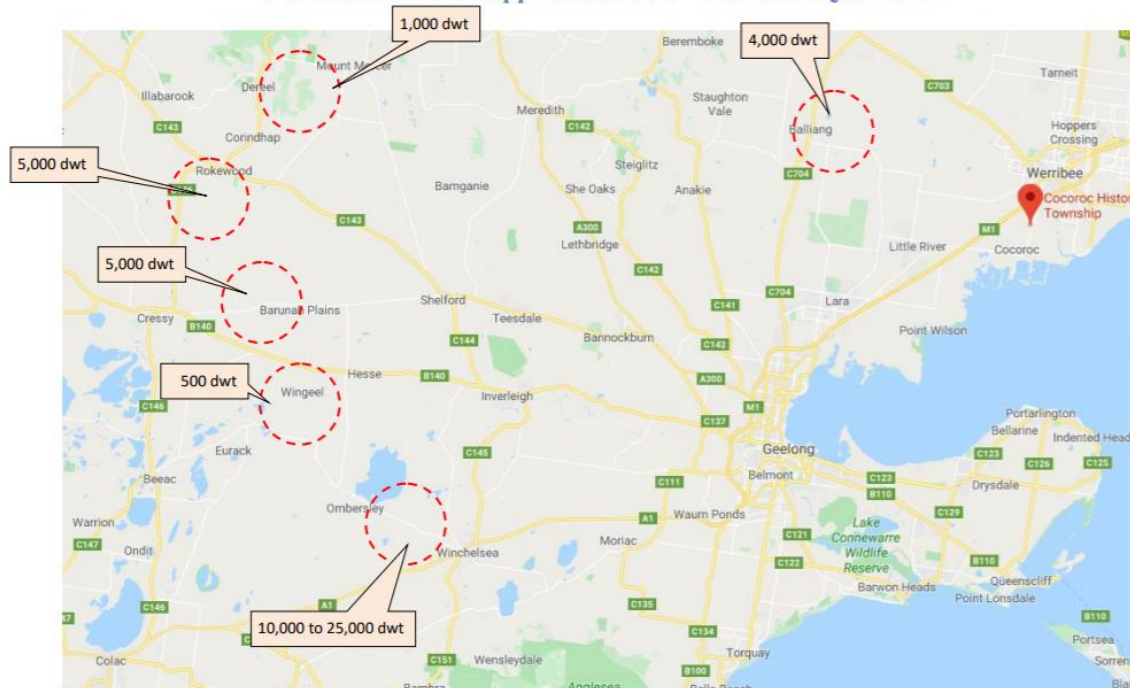 1,000 dwt
4,000 dwt
Beremboke
Mount Mercer
Tarneit
C703
Dereel
Illabarook
Meredith
Staughton
Vale
Hoppers
Crossing
C143
C142
Balliang
Corindhap
5,000 dwt
Rokewood
Steiglitz
Werribee
C704
Bamganie
She Oaks
Anakie
Cocoroc Histo
Township
C143
A300
M1
Lethbridge
Little River
Cocoroc
5,000 dwt
C142
C704
Shelford
Lara
Barunah Plains
C141
Cressy
Teesdale
B140
Point Wilson
Bannockburn
C144
C142
500 dwt
Hesse
B140
A300
Wingeel
Inverleigh
C146
M1
Portarlington
C137
Bellarine
Indented Head
Geelong
Eurack
C145
C123
C126
C125
Beeac
Belmont
C123
Drysdale
C111
B110
Ombersley
Warrion
A1
Waurn Ponds
C129
C147
Lake
Connewarre
Wildlife
Reserve
Ondit
Winchelsea
Moriac
C121
B110
C122
Queenscliff
Barwon Heads
Point Lonsdale
C146
A1
C135
B110
10,000 to 25,000 dwt
C134
Portsea
Colac
C151
Wensleydale
Torquay
B100
Sorren
Bambra
Anglesea
Bells Beach